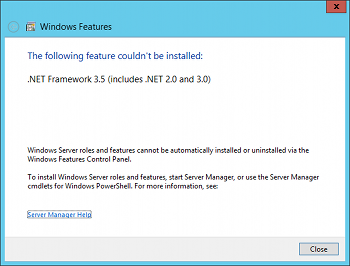 Windows Features
The following feature couldn't be installed:
.NET Framework 3.5 (includes .NET 2.0 and 3.0)
Windows Server roles and features cannot be automatically installed or uninstalled via the
Windows Features Control Panel.
To install Windows Server roles and features, start Server Manager, or use the Server Manager
cmdlets for Windows PowerShell. For more information, see:
Server Manager Help
Close